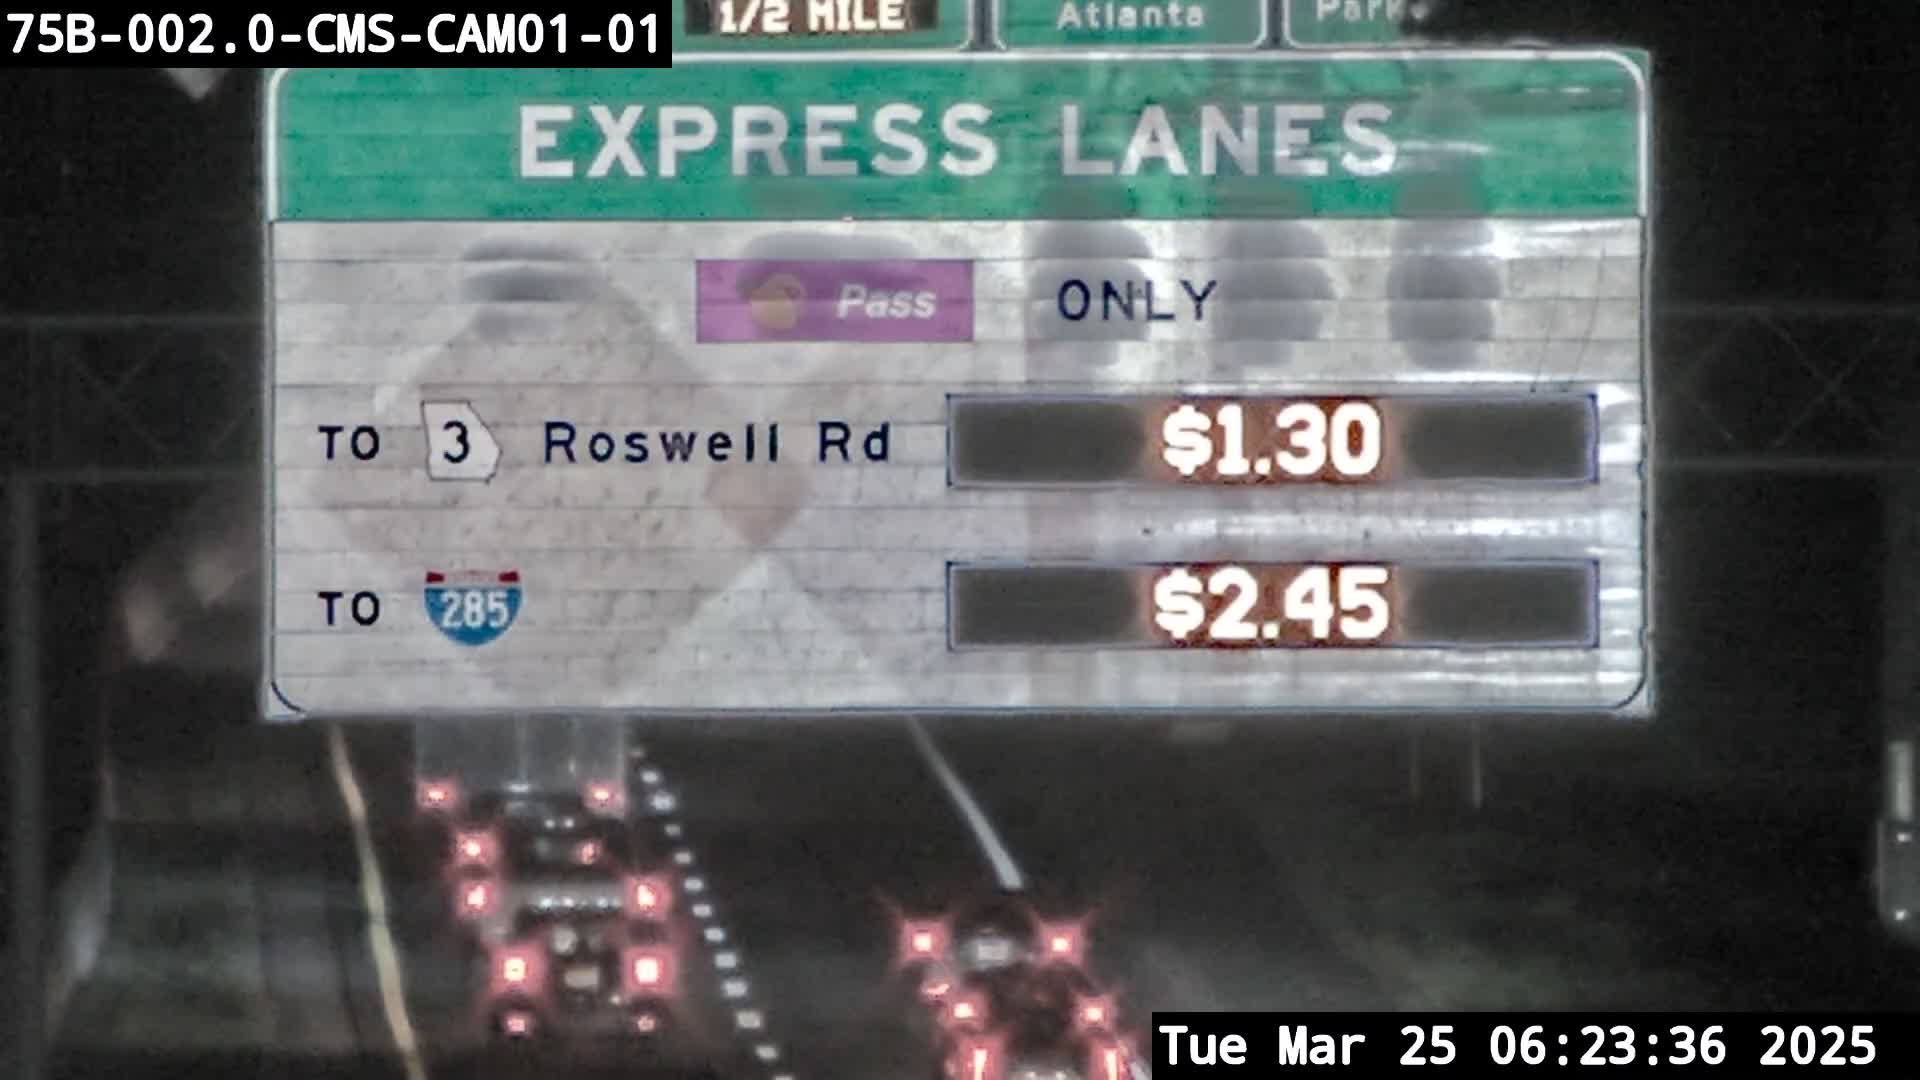 75B-002.0-CMS-CAM01-01
1/2 MILE
Atlanta
Park
EXPRESS LANES
Pass ONLY
TO 3 Roswell Rd $1.30
TO 285 $2.45
Tue Mar 25 06:23:36 2025